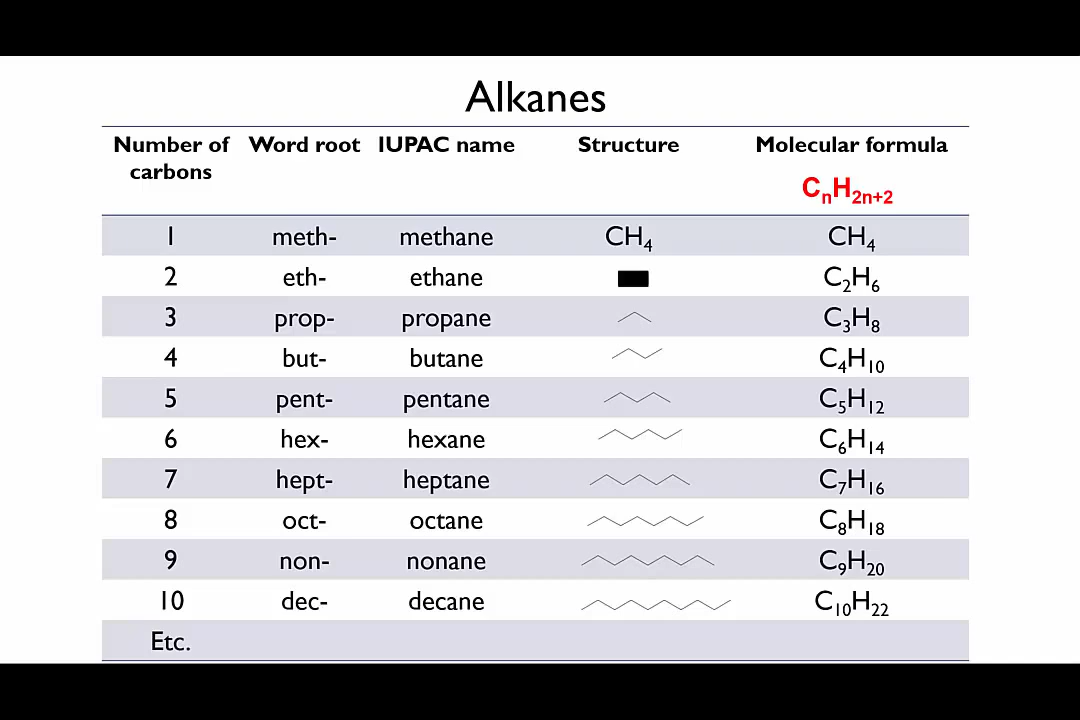 Alkanes
Number of carbons Word root IUPAC name Structure Molecular formula
CₙH₂ₙ₊₂
1 meth- methane CH₄ CH₄
2 eth- ethane C₂H₆
3 prop- propane C₃H₈
4 but- butane C₄H₁₀
5 pent- pentane C₅H₁₂
6 hex- hexane C₆H₁₄
7 hept- heptane C₇H₁₆
8 oct- octane C₈H₁₈
9 non- nonane C₉H₂₀
10 dec- decane C₁₀H₂₂
Etc.